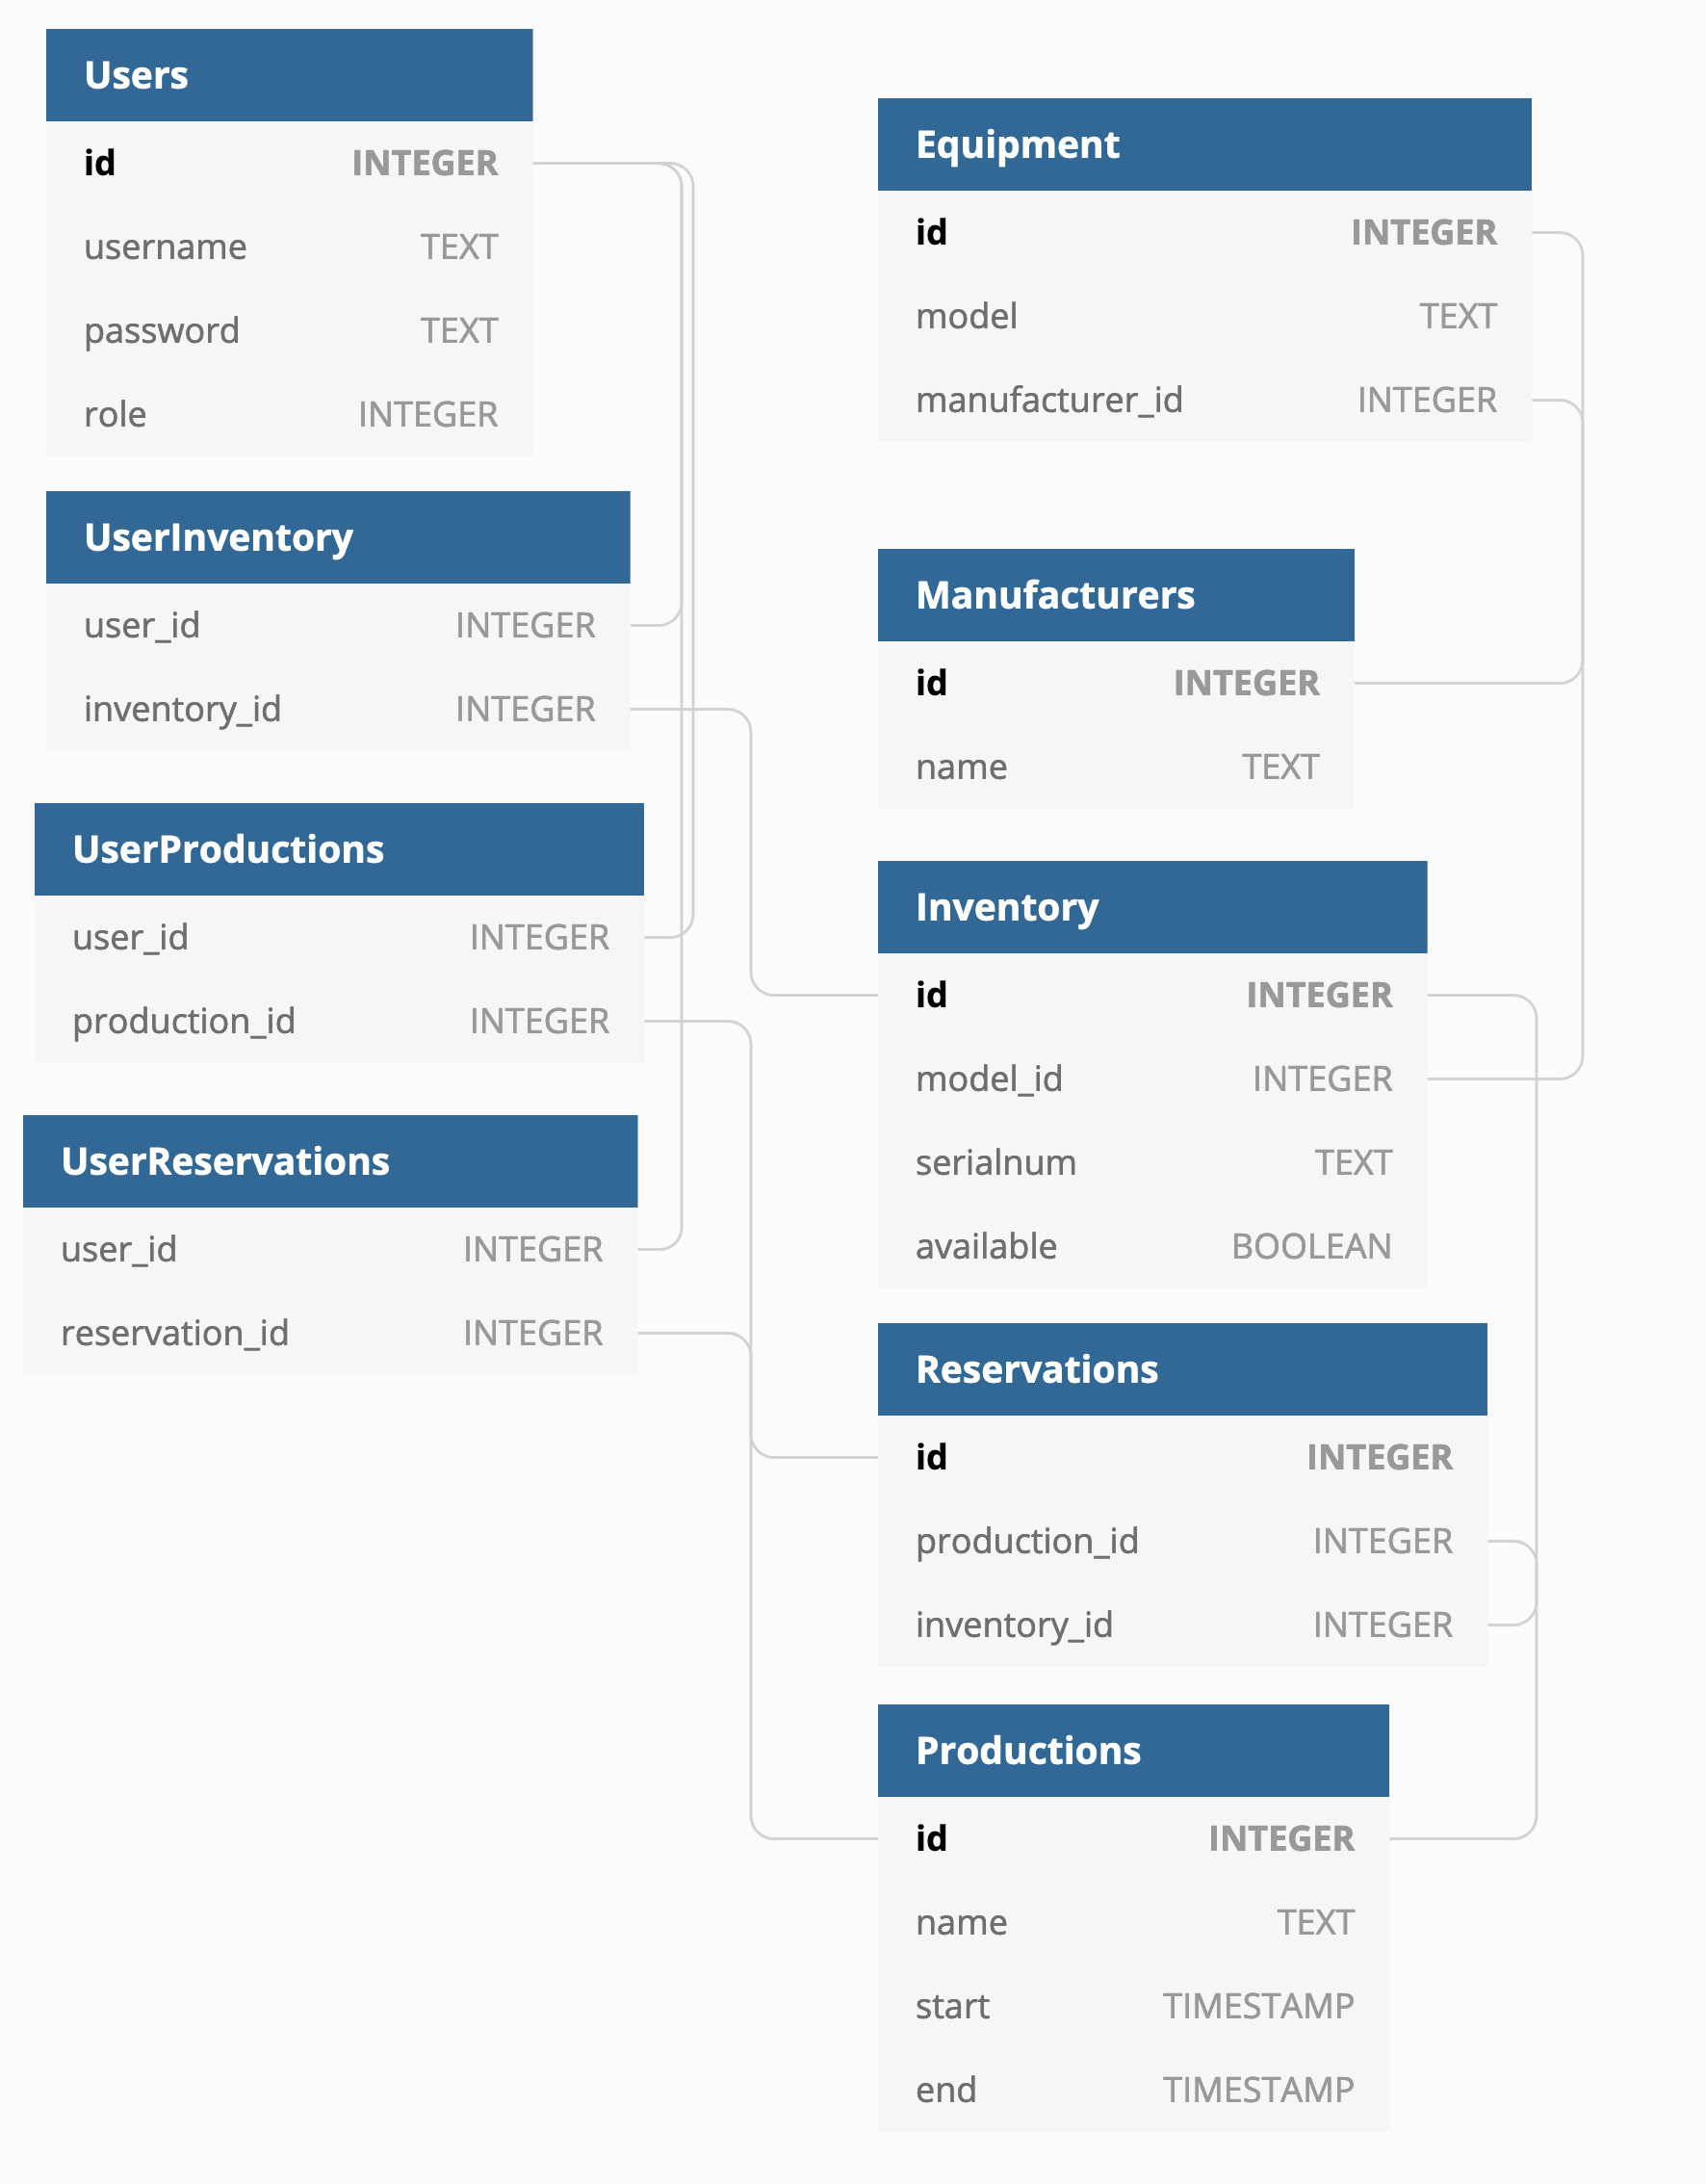 Users
id INTEGER
username TEXT
password TEXT
role INTEGER
UserInventory
user_id INTEGER
inventory_id INTEGER
UserProductions
user_id INTEGER
production_id INTEGER
UserReservations
user_id INTEGER
reservation_id INTEGER
Equipment
id INTEGER
model TEXT
manufacturer_id INTEGER
Manufacturers
id INTEGER
name TEXT
Inventory
id INTEGER
model_id INTEGER
serialnum TEXT
available BOOLEAN
Reservations
id INTEGER
production_id INTEGER
inventory_id INTEGER
Productions
id INTEGER
name TEXT
start TIMESTAMP
end TIMESTAMP